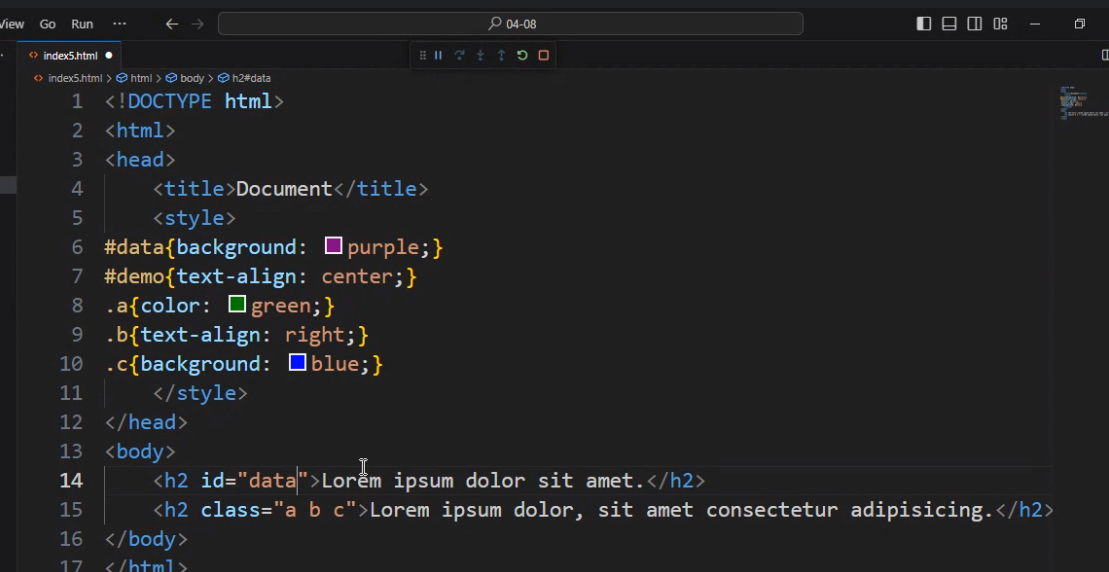 View Go Run ··· 04-08
index5.html
index5.html > html > body > h2#data
1 <!DOCTYPE html>
2 <html>
3 <head>
4     <title>Document</title>
5     <style>
6 #data{background: purple;}
7 #demo{text-align: center;}
8 .a{color: green;}
9 .b{text-align: right;}
10 .c{background: blue;}
11     </style>
12 </head>
13 <body>
14     <h2 id="data">Lorem ipsum dolor sit amet.</h2>
15     <h2 class="a b c">Lorem ipsum dolor, sit amet consectetur adipisicing.</h2>
16 </body>
17 </html>